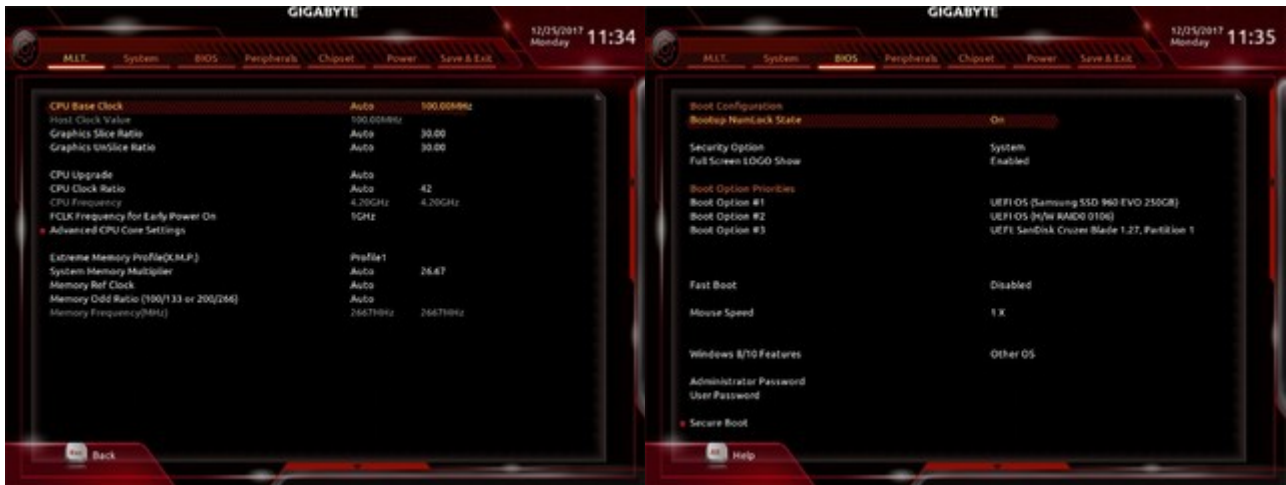 GIGABYTE
12/25/2017 Monday 11:34
M.I.T. System BIOS Peripherals Chipset Power Save & Exit
CPU Base Clock Auto 100.00MHz
Host Clock Value 100.00MHz
Graphics Slice Ratio Auto 30.00
Graphics UnSlice Ratio Auto 30.00
CPU Upgrade Auto
CPU Clock Ratio Auto 42
CPU Frequency 4.20GHz 4.20GHz
FCLK Frequency for Early Power On 1GHz
Advanced CPU Core Settings
Extreme Memory Profile(X.M.P.) Profile1
System Memory Multiplier Auto 26.67
Memory Ref Clock Auto
Memory Odd Ratio (100/133 or 200/266) Auto
Memory Frequency(MHz) 2667MHz 2667MHz
Esc Back
GIGABYTE
12/25/2017 Monday 11:35
M.I.T. System BIOS Peripherals Chipset Power Save & Exit
Boot Configuration
Bootup NumLock State On
Security Option System
Full Screen LOGO Show Enabled
Boot Option Priorities
Boot Option #1 UEFI OS (Samsung SSD 960 EVO 250GB)
Boot Option #2 UEFI OS (H/W RAID0 0106)
Boot Option #3 UEFI: SanDisk Cruzer Blade 1.27, Partition 1
Fast Boot Disabled
Mouse Speed 1 X
Windows 8/10 Features Other OS
Administrator Password
User Password
Secure Boot
Alt Help